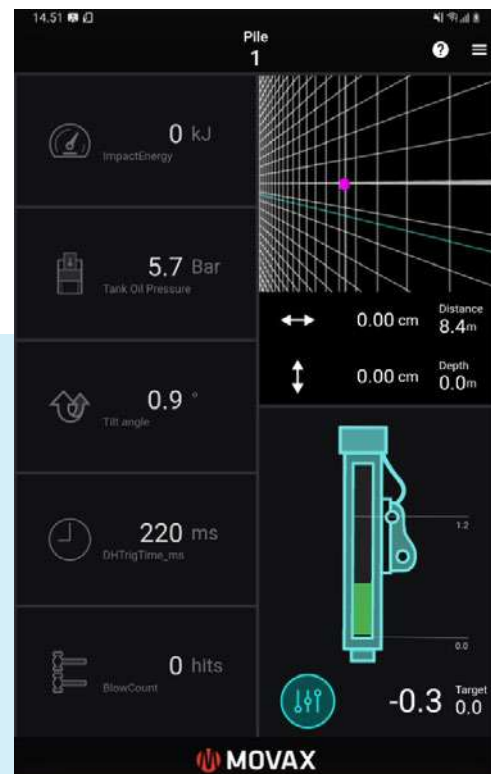 14.51
Pile
1
0 kJ
ImpactEnergy
5.7 Bar
Tank Oil Pressure
0.9 °
Tilt angle
220 ms
DHTrigTime_ms
0 hits
BlowCount
0.00 cm
Distance
8.4m
0.00 cm
Depth
0.0m
1.2
0.0
-0.3
Target
0.0
MOVAX